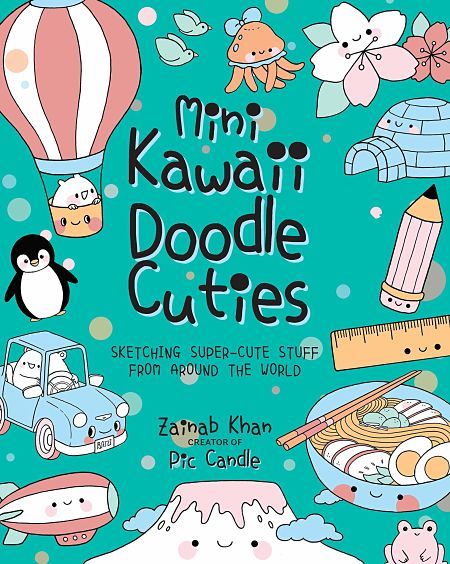 Mini
Kawaii
Doodle
Cuties
SKETCHING SUPER-CUTE STUFF
FROM AROUND THE WORLD
Zainab Khan
CREATOR OF
Pic Candle